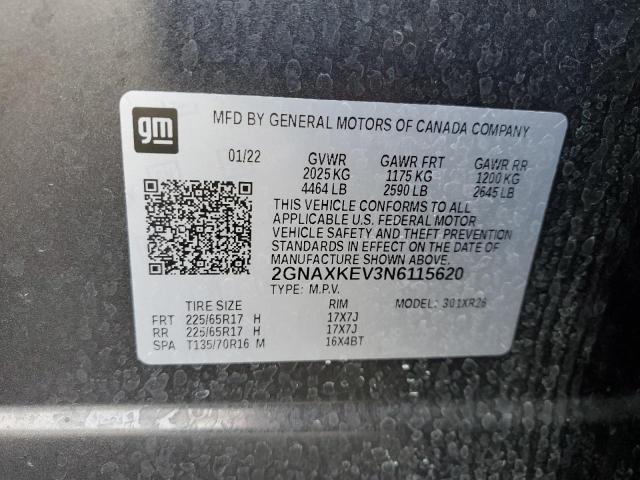 gm
MFD BY GENERAL MOTORS OF CANADA COMPANY
01/22 GVWR GAWR FRT GAWR RR
2025 KG 1175 KG 1200 KG
4464 LB 2590 LB 2645 LB
THIS VEHICLE CONFORMS TO ALL
APPLICABLE U.S. FEDERAL MOTOR
VEHICLE SAFETY AND THEFT PREVENTION
STANDARDS IN EFFECT ON THE DATE OF
MANUFACTURE SHOWN ABOVE.
2GNAXKEV3N6115620
TYPE: M.P.V. MODEL: 301XR26
TIRE SIZE RIM
FRT 225/65R17 H 17X7J
RR 225/65R17 H 17X7J
SPA T135/70R16 M 16X4BT